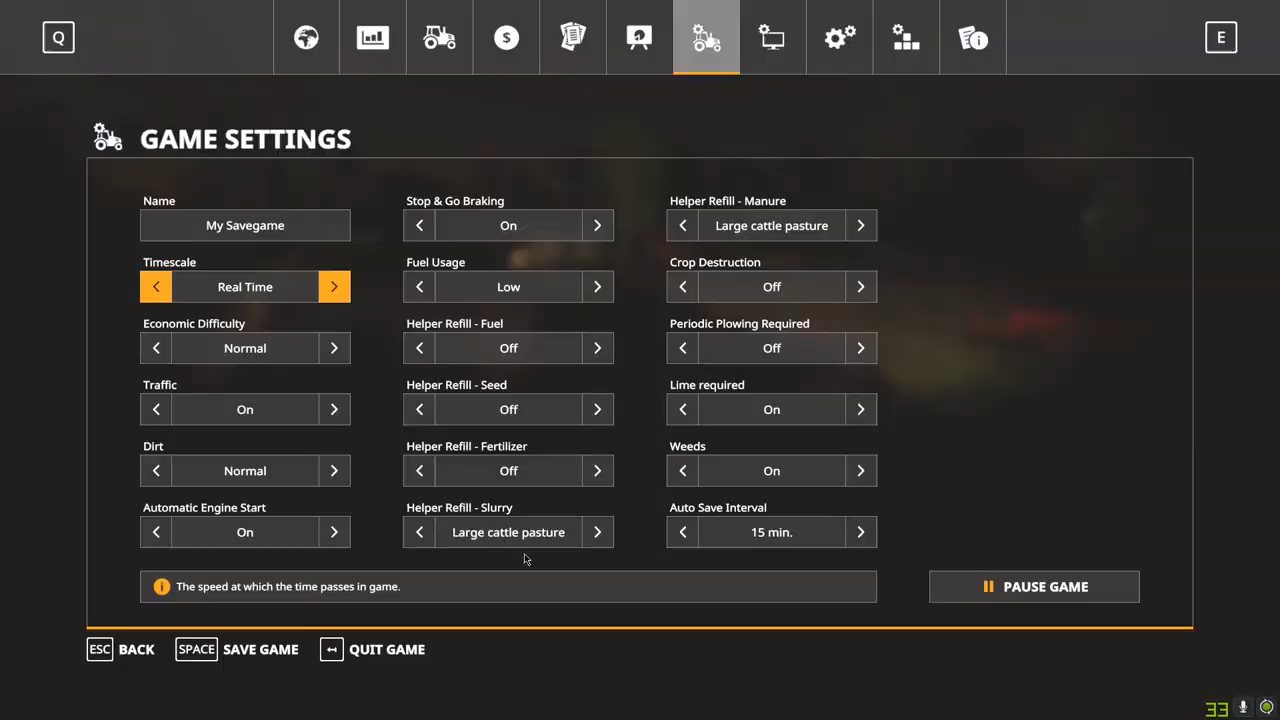 Q
$
E
GAME SETTINGS
Name
My Savegame
Timescale
Real Time
Economic Difficulty
Normal
Traffic
On
Dirt
Normal
Automatic Engine Start
On
Stop & Go Braking
On
Fuel Usage
Low
Helper Refill - Fuel
Off
Helper Refill - Seed
Off
Helper Refill - Fertilizer
Off
Helper Refill - Slurry
Large cattle pasture
Helper Refill - Manure
Large cattle pasture
Crop Destruction
Off
Periodic Plowing Required
Off
Lime required
On
Weeds
On
Auto Save Interval
15 min.
The speed at which the time passes in game.
PAUSE GAME
ESC BACK SPACE SAVE GAME QUIT GAME
33